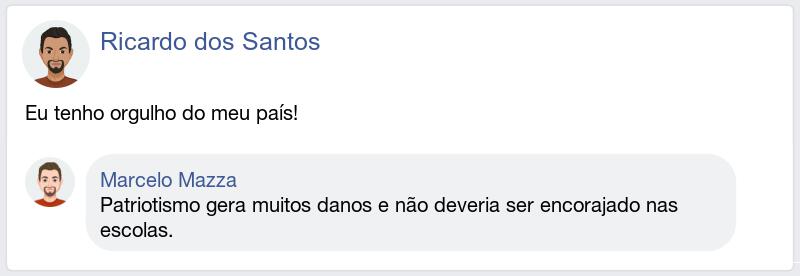 Ricardo dos Santos
Eu tenho orgulho do meu país!
Marcelo Mazza
Patriotismo gera muitos danos e não deveria ser encorajado nas
escolas.